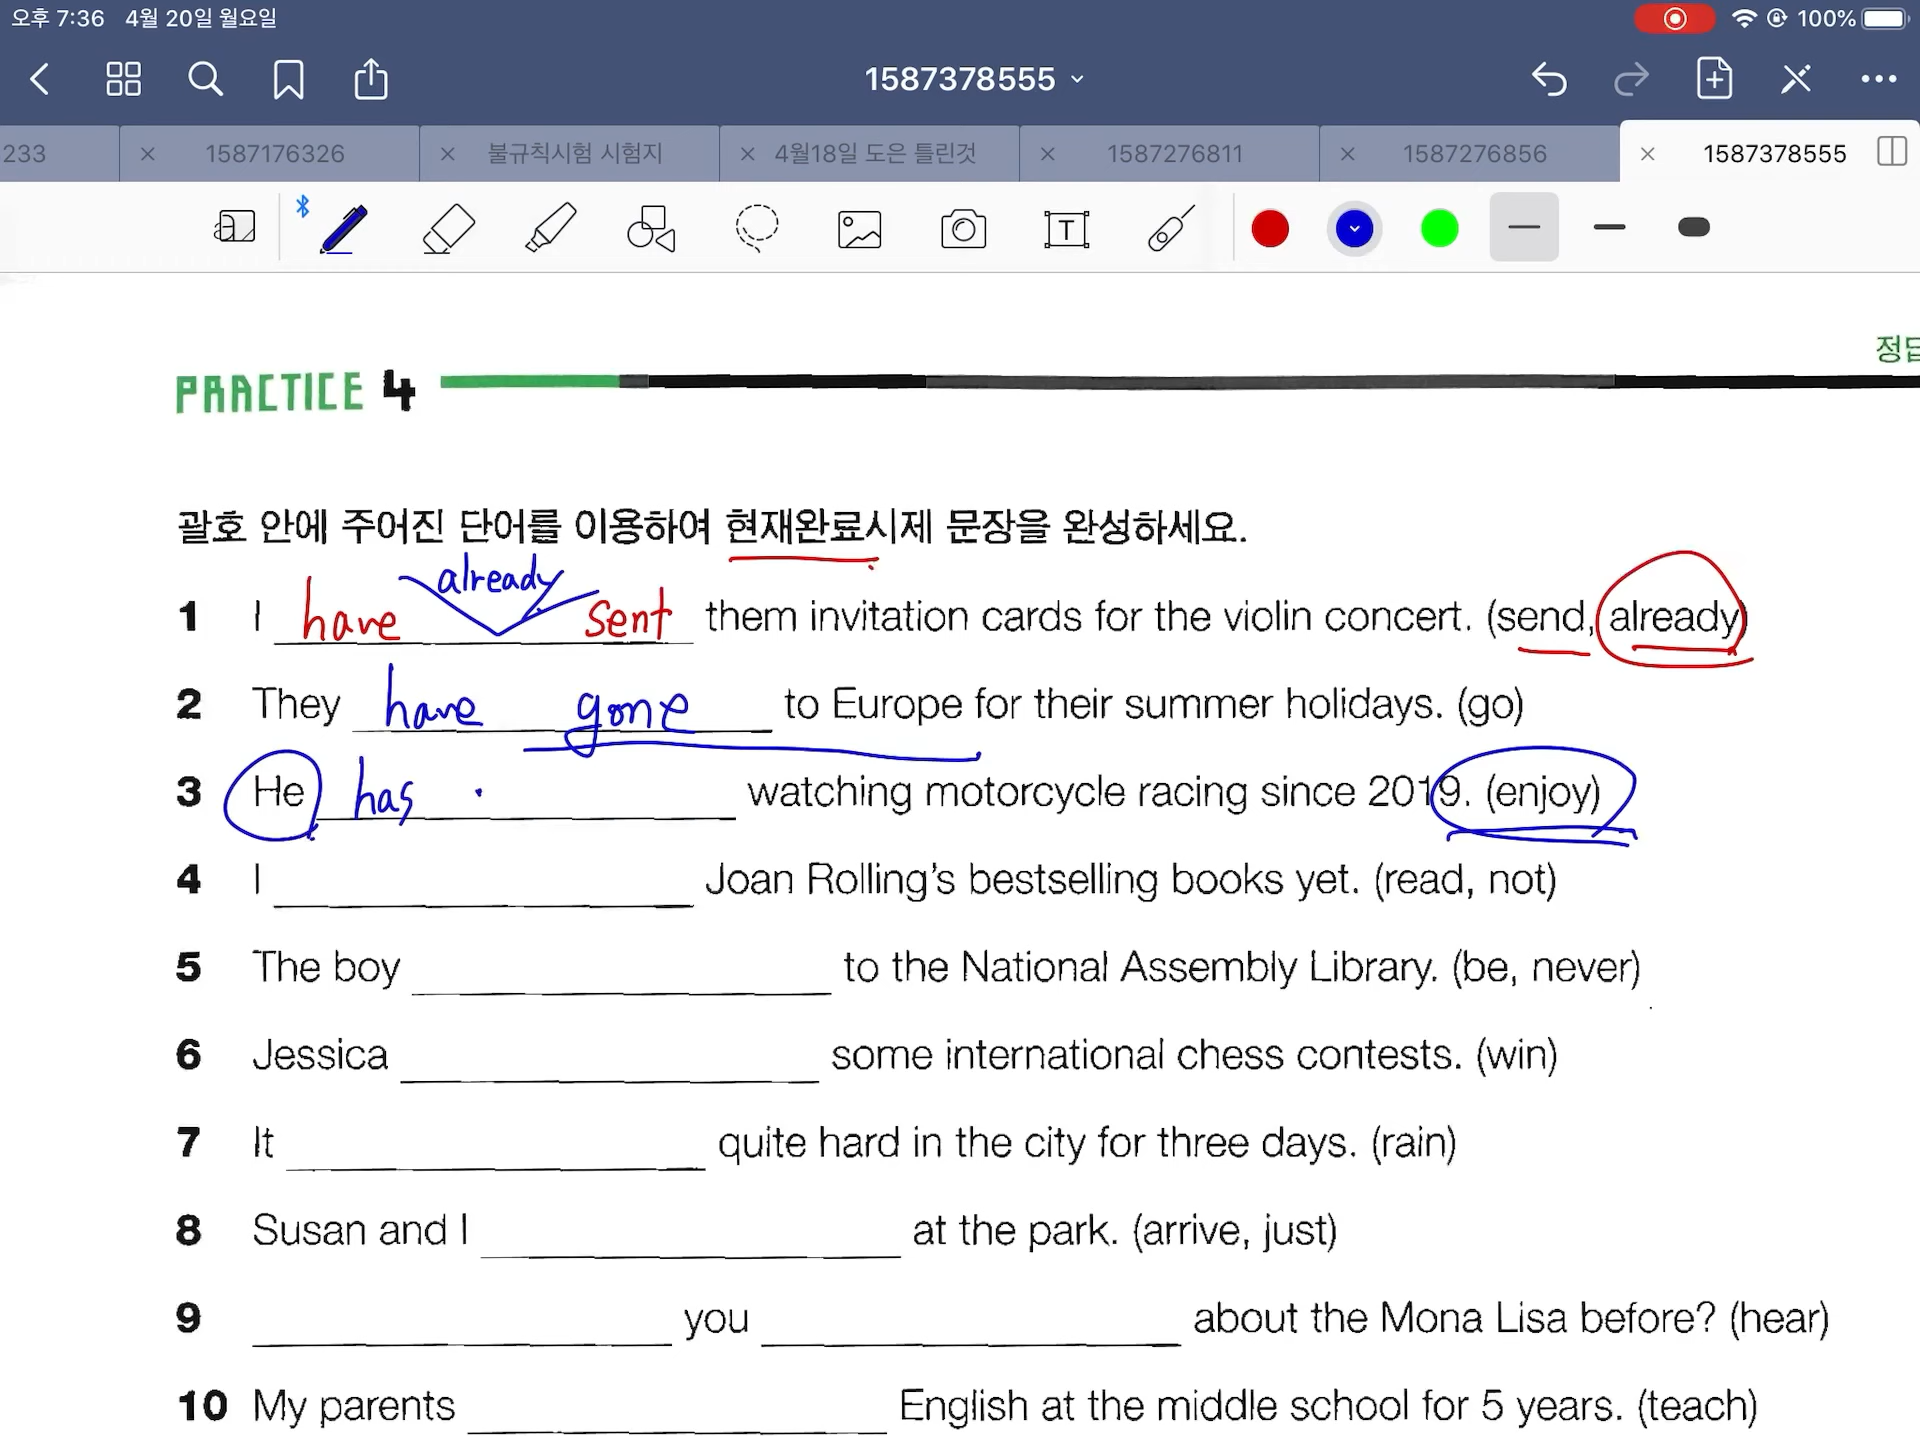 오후 7:36 4월 20일 월요일 100%
1587378555
233 1587176326 불규칙시험 시험지 4월18일 도은 틀린것 1587276811 1587276856 1587378555
PRACTICE 4
괄호 안에 주어진 단어를 이용하여 현재완료시제 문장을 완성하세요.
already
1 I have sent them invitation cards for the violin concert. (send, already)
2 They have gone to Europe for their summer holidays. (go)
3 He has watching motorcycle racing since 2019. (enjoy)
4 I Joan Rolling's bestselling books yet. (read, not)
5 The boy to the National Assembly Library. (be, never)
6 Jessica some international chess contests. (win)
7 It quite hard in the city for three days. (rain)
8 Susan and I at the park. (arrive, just)
9 you about the Mona Lisa before? (hear)
10 My parents English at the middle school for 5 years. (teach)